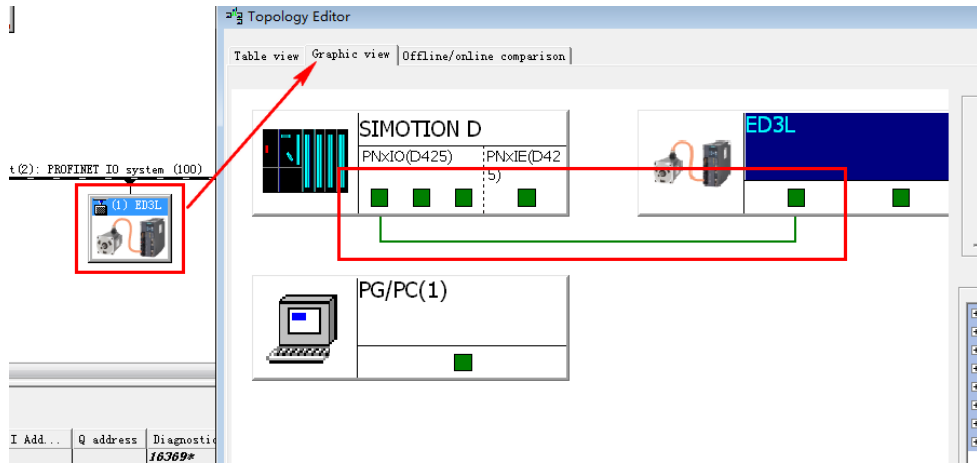 Topology Editor
Table view Graphic view Offline/online comparison
SIMOTION D
PNxIO(D425) PNxIE(D42
5)
ED3L
t(2): PROFINET IO system (100)
(1) ED3L
PG/PC(1)
I Add... Q address Diagnostic
16369*